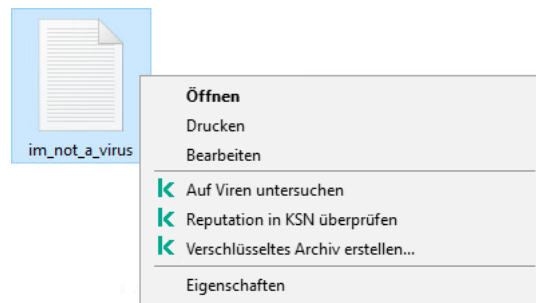 im_not_a_virus
Öffnen
Drucken
Bearbeiten
Auf Viren untersuchen
Reputation in KSN überprüfen
Verschlüsseltes Archiv erstellen...
Eigenschaften